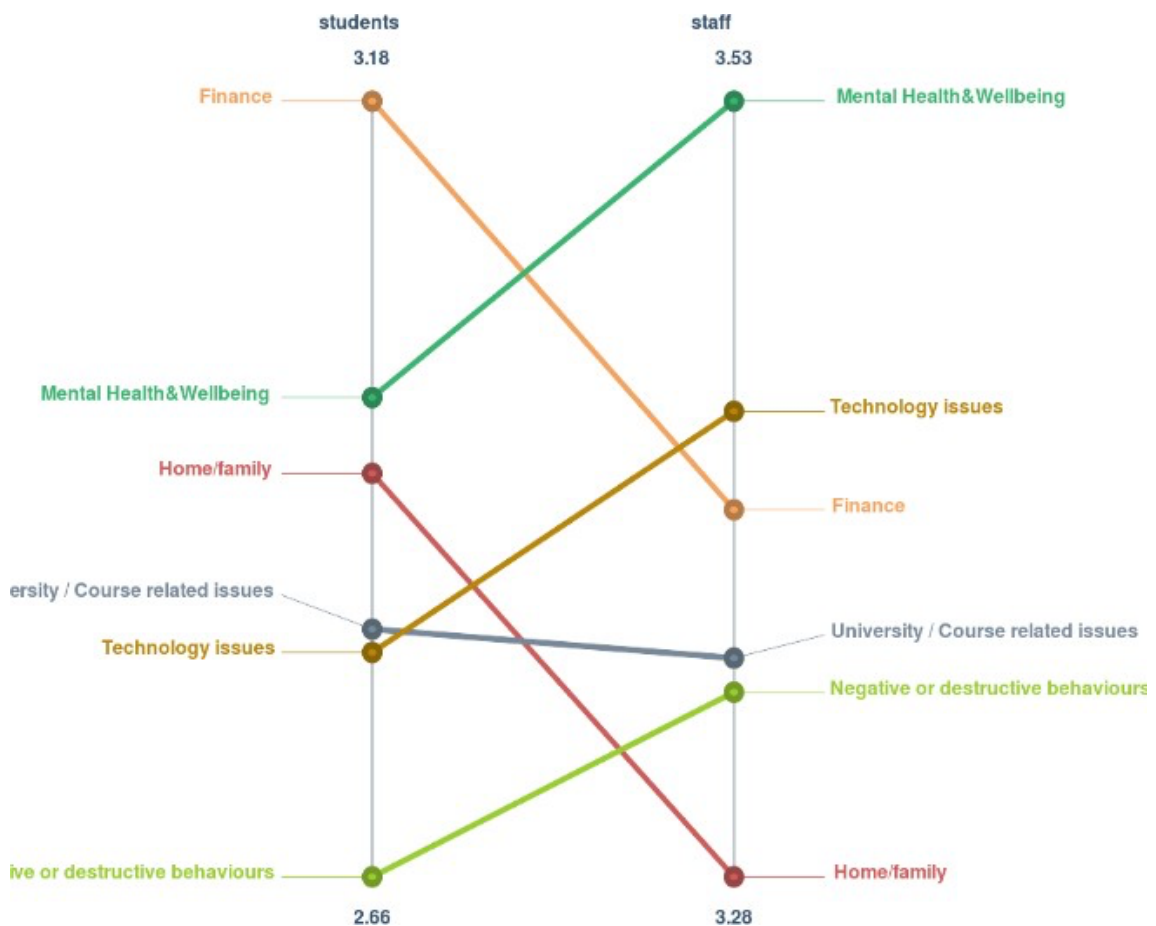 students staff
3.18 3.53
Finance Mental Health&Wellbeing
Mental Health&Wellbeing Technology issues
Home/family Finance
ersity / Course related issues University / Course related issues
Technology issues Negative or destructive behaviours
ive or destructive behaviours Home/family
2.66 3.28